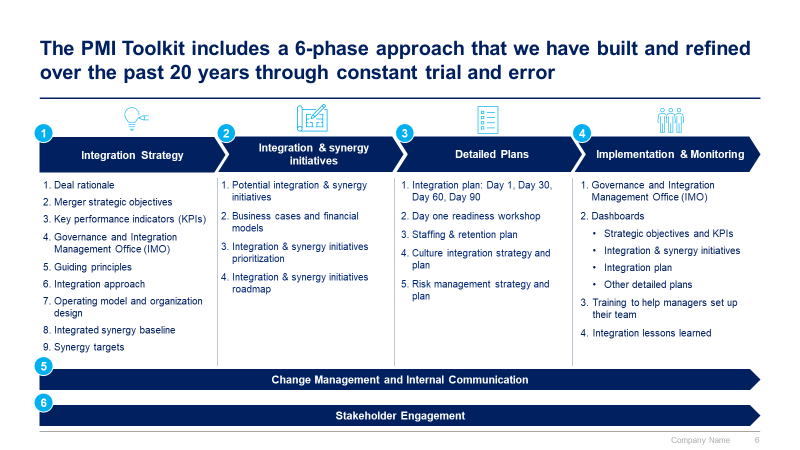 The PMI Toolkit includes a 6-phase approach that we have built and refined
over the past 20 years through constant trial and error
1
Integration Strategy
1. Deal rationale
2. Merger strategic objectives
3. Key performance indicators (KPIs)
4. Governance and Integration
Management Office (IMO)
5. Guiding principles
6. Integration approach
7. Operating model and organization
design
8. Integrated synergy baseline
9. Synergy targets
2
Integration & synergy
initiatives
1. Potential integration & synergy
initiatives
2. Business cases and financial
models
3. Integration & synergy initiatives
prioritization
4. Integration & synergy initiatives
roadmap
3
Detailed Plans
1. Integration plan: Day 1, Day 30,
Day 60, Day 90
2. Day one readiness workshop
3. Staffing & retention plan
4. Culture integration strategy and
plan
5. Risk management strategy and
plan
4
Implementation & Monitoring
1. Governance and Integration
Management Office (IMO)
2. Dashboards
• Strategic objectives and KPIs
• Integration & synergy initiatives
• Integration plan
• Other detailed plans
3. Training to help managers set up
their team
4. Integration lessons learned
5
Change Management and Internal Communication
6
Stakeholder Engagement
Company Name 6